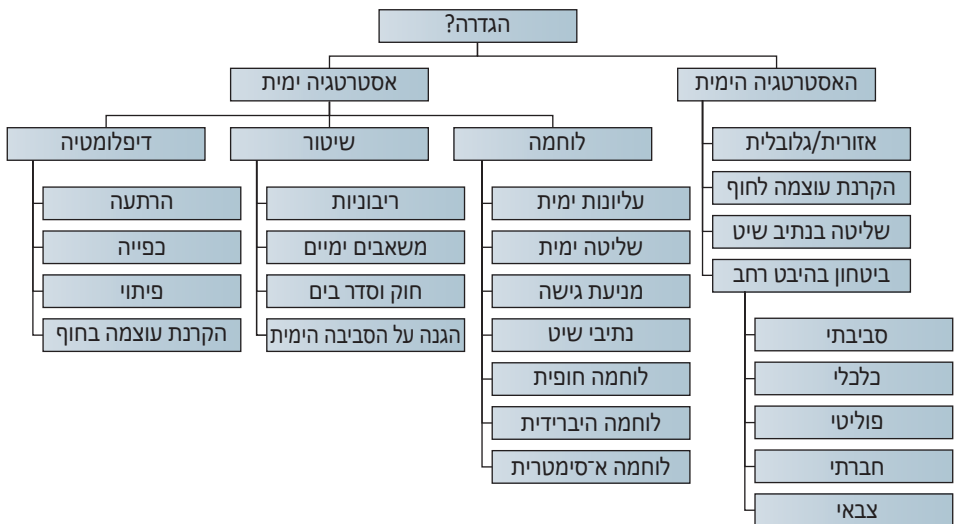 הגדרה?
האסטרטגיה הימית
אזורית/גלובלית
הקרנת עוצמה לחוף
שליטה בנתיב שיט
ביטחון בהיבט רחב
סביבתי
כלכלי
פוליטי
חברתי
צבאי
אסטרטגיה ימית
לוחמה
עליונות ימית
שליטה ימית
מניעת גישה
נתיבי שיט
לוחמה חופית
לוחמה היברידית
לוחמה א־סימטרית
שיטור
ריבוניות
משאבים ימיים
חוק וסדר בים
הגנה על הסביבה הימית
דיפלומטיה
הרתעה
כפייה
פיתוי
הקרנת עוצמה בחוף